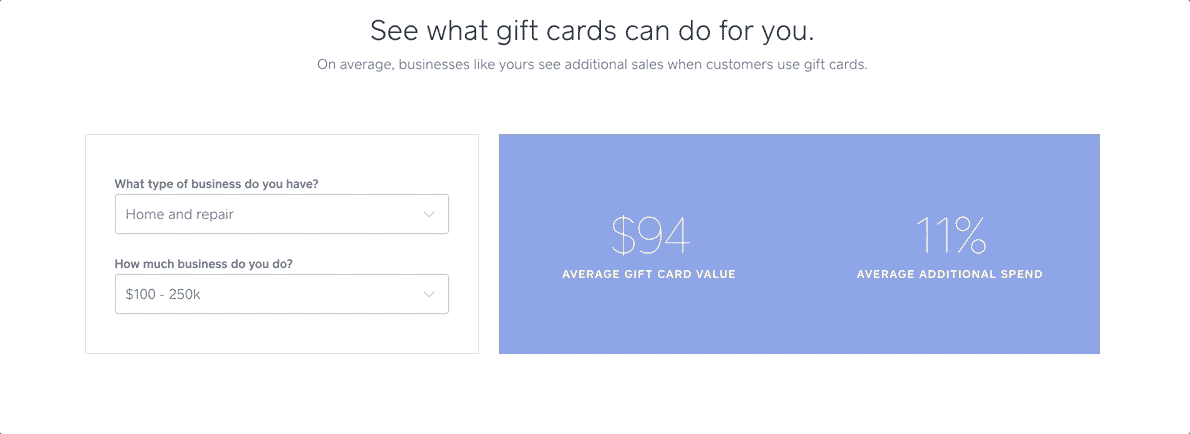 See what gift cards can do for you.
On average, businesses like yours see additional sales when customers use gift cards.
What type of business do you have?
Home and repair
How much business do you do?
$100 - 250k
$94
AVERAGE GIFT CARD VALUE
11%
AVERAGE ADDITIONAL SPEND